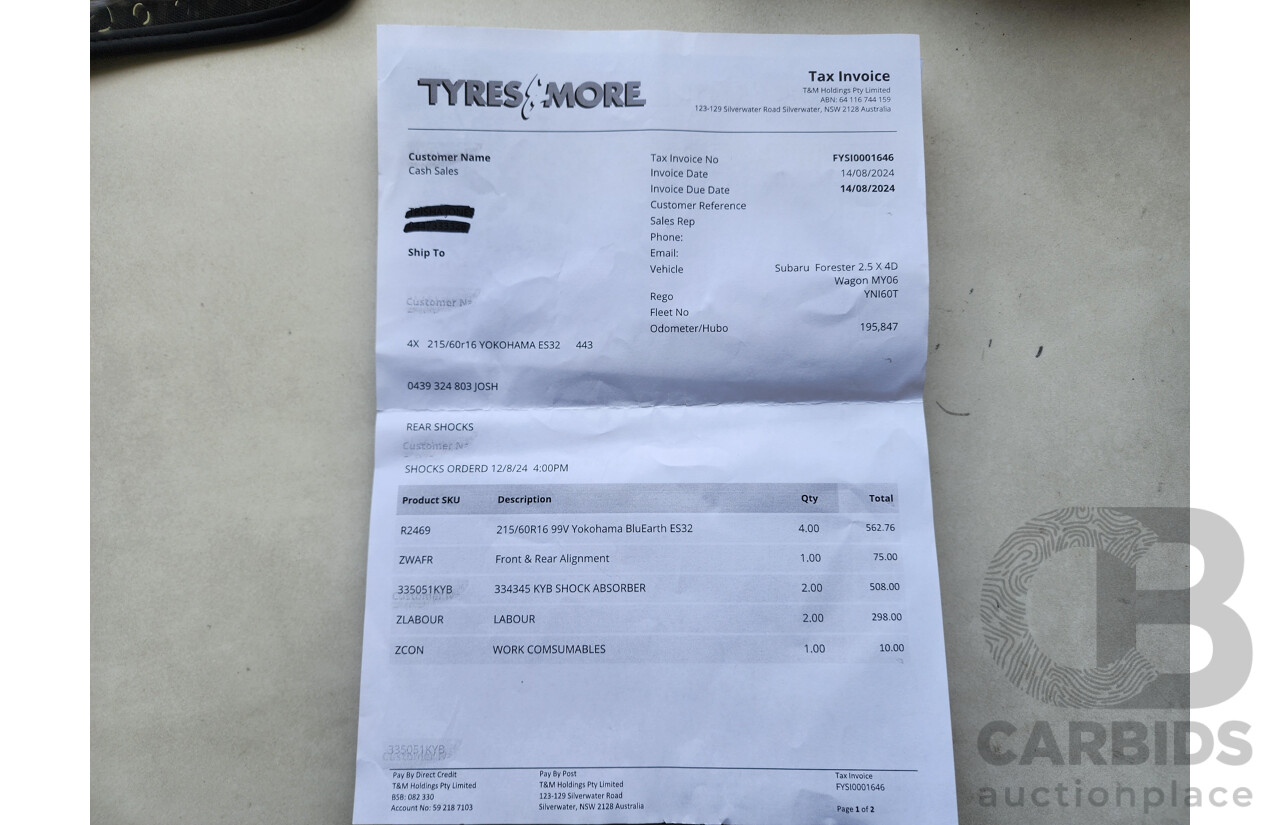 TYRES & MORE
Tax Invoice
T&M Holdings Pty Limited
ABN: 64 116 744 159
123-129 Silverwater Road Silverwater, NSW 2128 Australia
Customer Name
Cash Sales
Ship To
Customer N
Tax Invoice No FYSI0001646
Invoice Date 14/08/2024
Invoice Due Date 14/08/2024
Customer Reference
Sales Rep
Phone:
Email:
Vehicle Subaru Forester 2.5 X 4D
Wagon MY06
Rego YNI60T
Fleet No
Odometer/Hubo 195,847
4X 215/60r16 YOKOHAMA ES32 443
0439 324 803 JOSH
REAR SHOCKS
Customer N
SHOCKS ORDERD 12/8/24 4:00PM
Product SKU Description Qty Total
R2469 215/60R16 99V Yokohama BluEarth ES32 4.00 562.76
ZWAFR Front & Rear Alignment 1.00 75.00
335051KYB 334345 KYB SHOCK ABSORBER 2.00 508.00
ZLABOUR LABOUR 2.00 298.00
ZCON WORK COMSUMABLES 1.00 10.00
335051KYB
Pay By Direct Credit
T&M Holdings Pty Limited
BSB: 082 330
Account No: 59 218 7103
Pay By Post
T&M Holdings Pty Limited
123-129 Silverwater Road
Silverwater, NSW 2128 Australia
Tax Invoice
FYSI0001646
Page 1 of 2
CB
CARBIDS
auctionplace